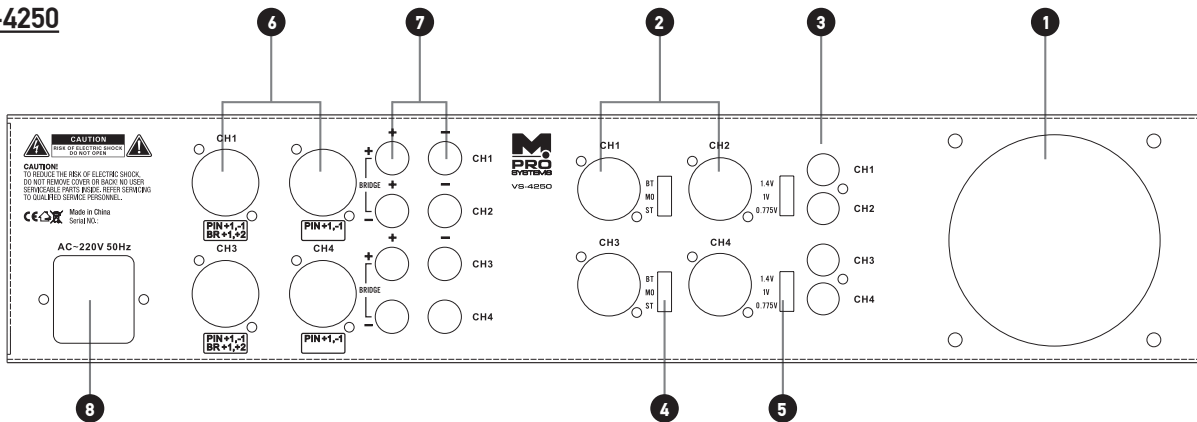 -4250
6
7
2
3
1
CAUTION
RISK OF ELECTRIC SHOCK
DO NOT OPEN
CAUTION!
TO REDUCE THE RISK OF ELECTRIC SHOCK,
DO NOT REMOVE COVER OR BACK! NO USER
SERVICEABLE PARTS INSIDE. REFER SERVICING
TO QUALIFIED SERVICE PERSONNEL.
CE
Made in China
Serial NO.:
AC~220V 50Hz
CH1
PIN+1,-1
BR+1,+2
PIN+1,-1
CH3
CH4
PIN+1,-1
BR+1,+2
PIN+1,-1
+ −
+ CH1
BRIDGE
+ −
− CH2
+ −
+ CH3
BRIDGE
− CH4
M
PRO
SYSTEMS
VS-4250
CH1
CH2
BT
MO
ST
1.4V
1V
0.775V
CH3
CH4
BT
MO
ST
1.4V
1V
0.775V
CH1
CH2
CH3
CH4
8
4
5